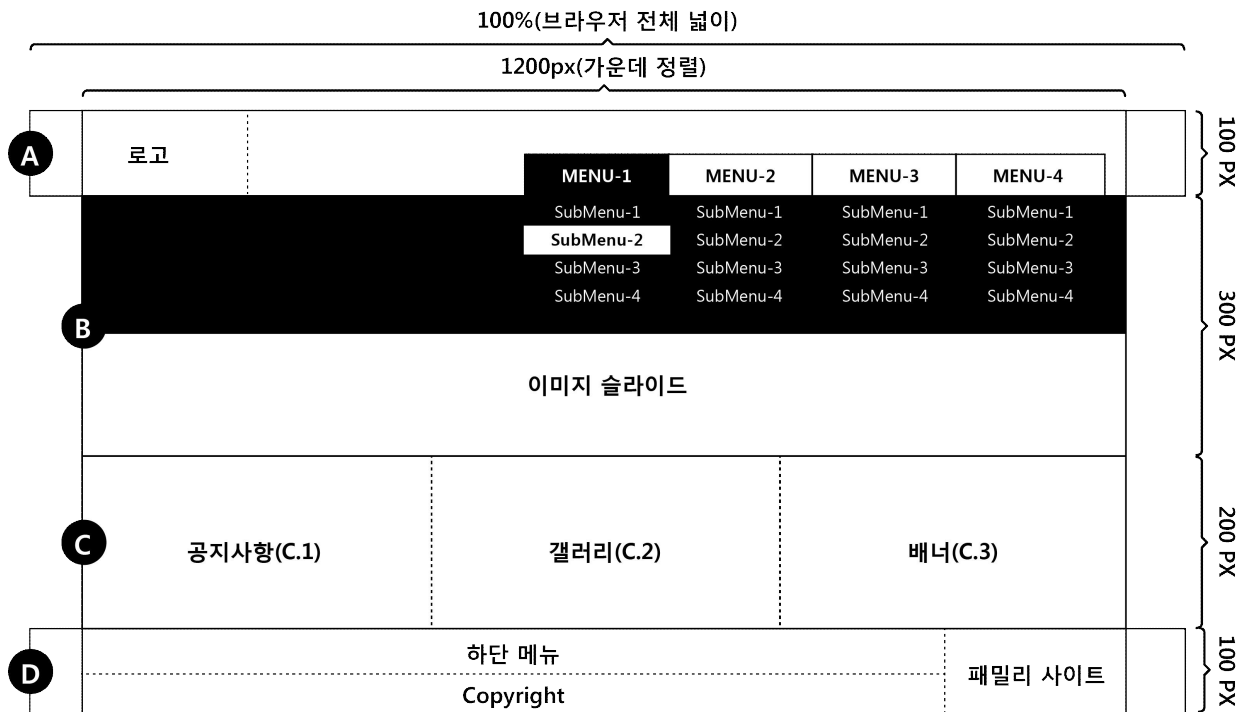 100%(브라우저 전체 넓이)
1200px(가운데 정렬)
A
로고
MENU-1 MENU-2 MENU-3 MENU-4
100 PX
SubMenu-1 SubMenu-1 SubMenu-1 SubMenu-1
SubMenu-2 SubMenu-2 SubMenu-2 SubMenu-2
SubMenu-3 SubMenu-3 SubMenu-3 SubMenu-3
SubMenu-4 SubMenu-4 SubMenu-4 SubMenu-4
B
300 PX
이미지 슬라이드
C
공지사항(C.1) 갤러리(C.2) 배너(C.3)
200 PX
D
하단 메뉴
Copyright
패밀리 사이트
100 PX